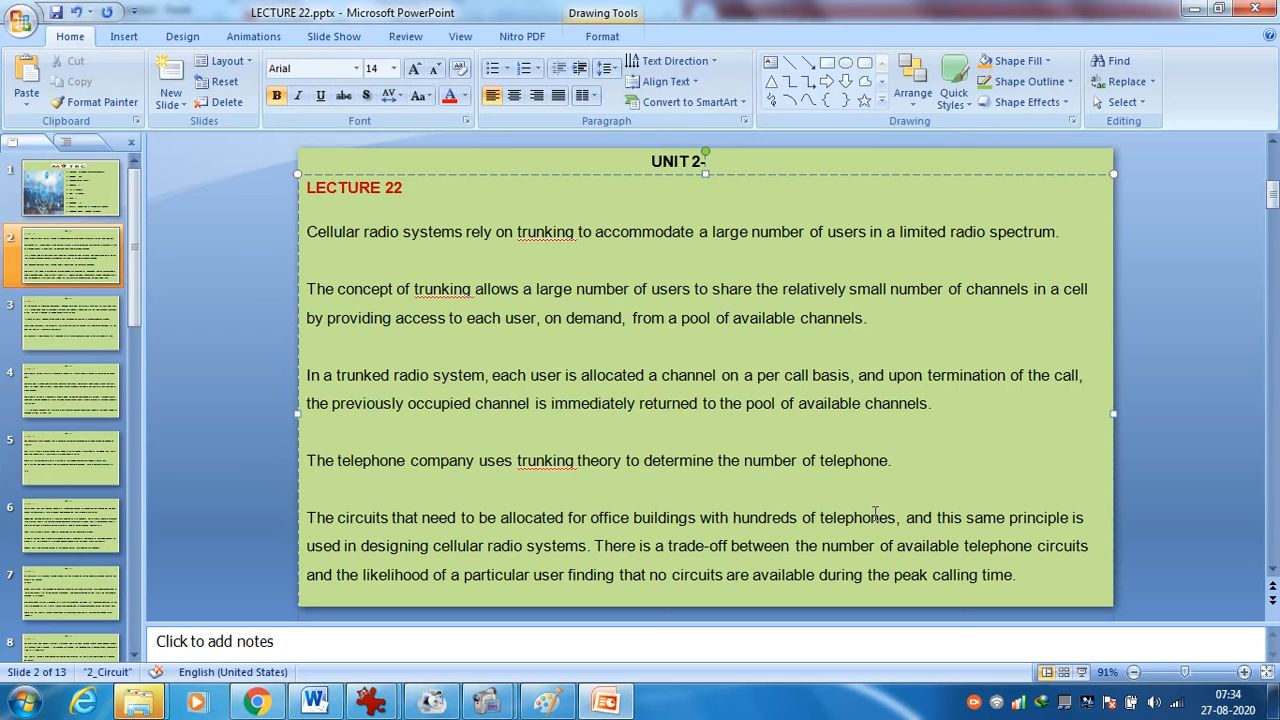 LECTURE 22.pptx - Microsoft PowerPoint
Drawing Tools
Home Insert Design Slide Show Animations Review View Nitro PDF Format
Cut
Copy
Format Painter
Paste
Clipboard
New Slide
Layout
Reset
Delete
Slides
Arial 14
B I U abc S AV Aa A
Font
Text Direction
Align Text
Convert to SmartArt
Paragraph
Arrange
Quick Styles
Shape Fill
Shape Outline
Shape Effects
Drawing
Find
Replace
Select
Editing
1
2
3
4
5
6
7
8
UNIT 2-
LECTURE 22
Cellular radio systems rely on trunking to accommodate a large number of users in a limited radio spectrum.
The concept of trunking allows a large number of users to share the relatively small number of channels in a cell
by providing access to each user, on demand, from a pool of available channels.
In a trunked radio system, each user is allocated a channel on a per call basis, and upon termination of the call,
the previously occupied channel is immediately returned to the pool of available channels.
The telephone company uses trunking theory to determine the number of telephone.
The circuits that need to be allocated for office buildings with hundreds of telephones, and this same principle is
used in designing cellular radio systems. There is a trade-off between the number of available telephone circuits
and the likelihood of a particular user finding that no circuits are available during the peak calling time.
Click to add notes
Slide 2 of 13 "2_Circuit" English (United States) 91%
07:34
27-08-2020